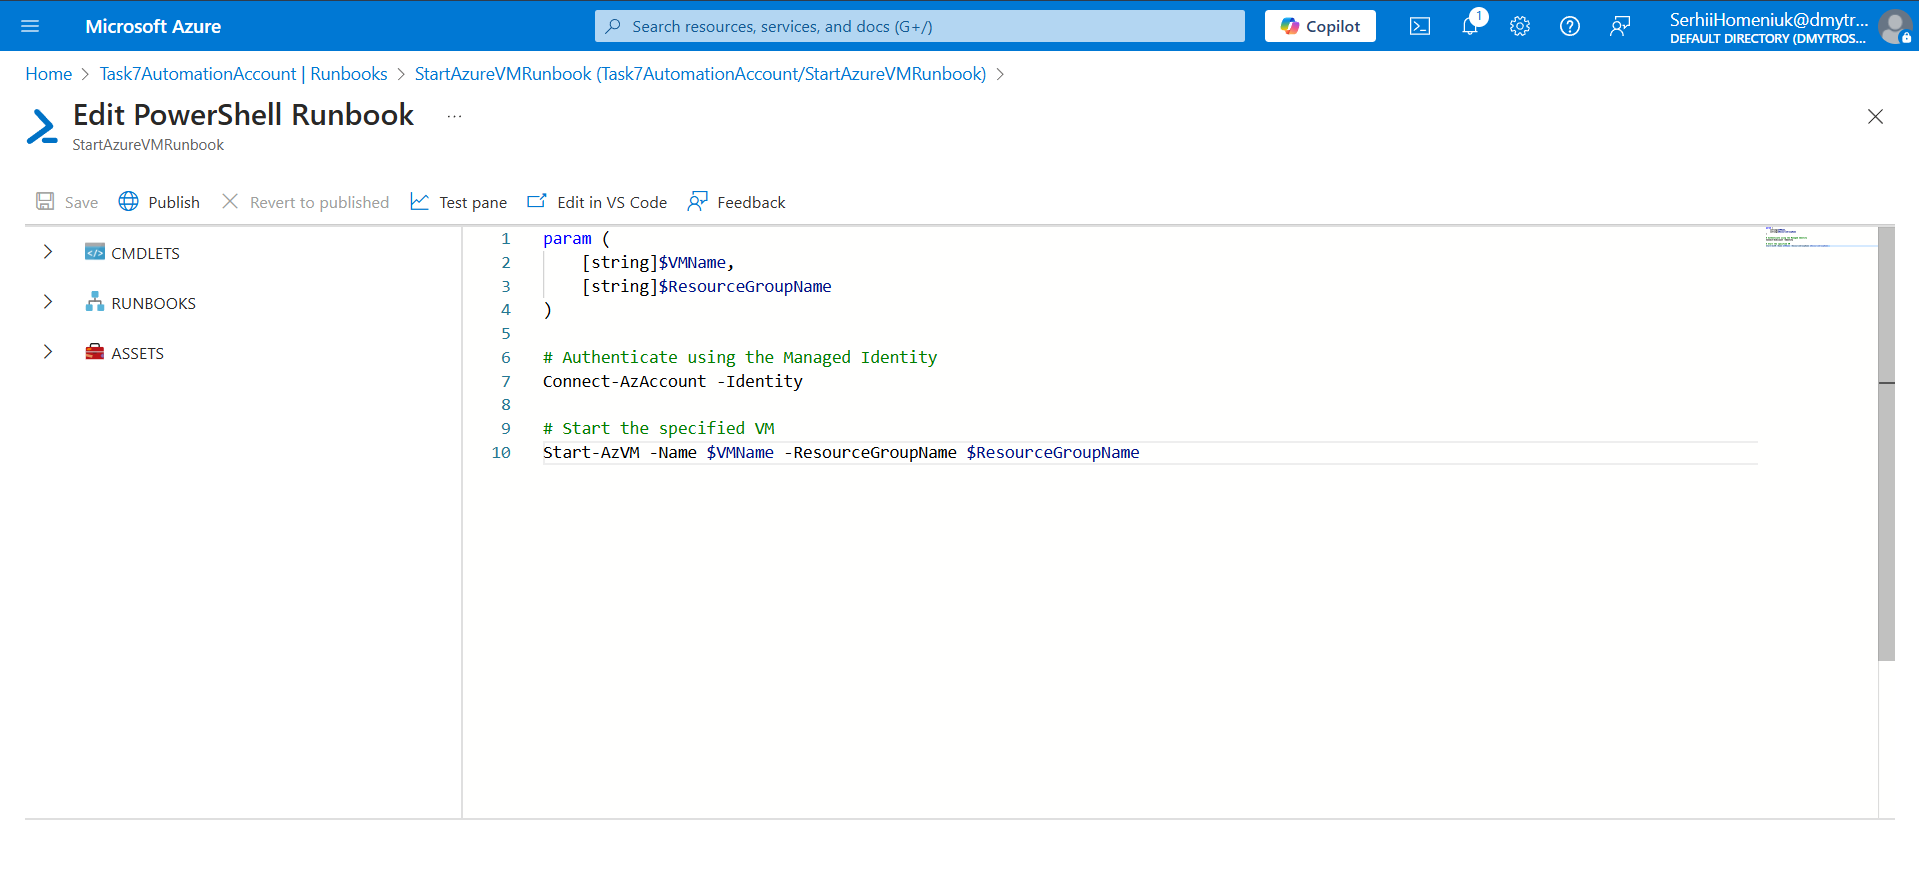 Microsoft Azure
Search resources, services, and docs (G+/)
Copilot
1
SerhiiHomeniuk@dmytr...
DEFAULT DIRECTORY (DMYTROS...
Home > Task7AutomationAccount | Runbooks > StartAzureVMRunbook (Task7AutomationAccount/StartAzureVMRunbook) >
Edit PowerShell Runbook ...
StartAzureVMRunbook
Save Publish Revert to published Test pane Edit in VS Code Feedback
CMDLETS
RUNBOOKS
ASSETS
1 param (
2 [string]$VMName,
3 [string]$ResourceGroupName
4 )
5
6 # Authenticate using the Managed Identity
7 Connect-AzAccount -Identity
8
9 # Start the specified VM
10 Start-AzVM -Name $VMName -ResourceGroupName $ResourceGroupName